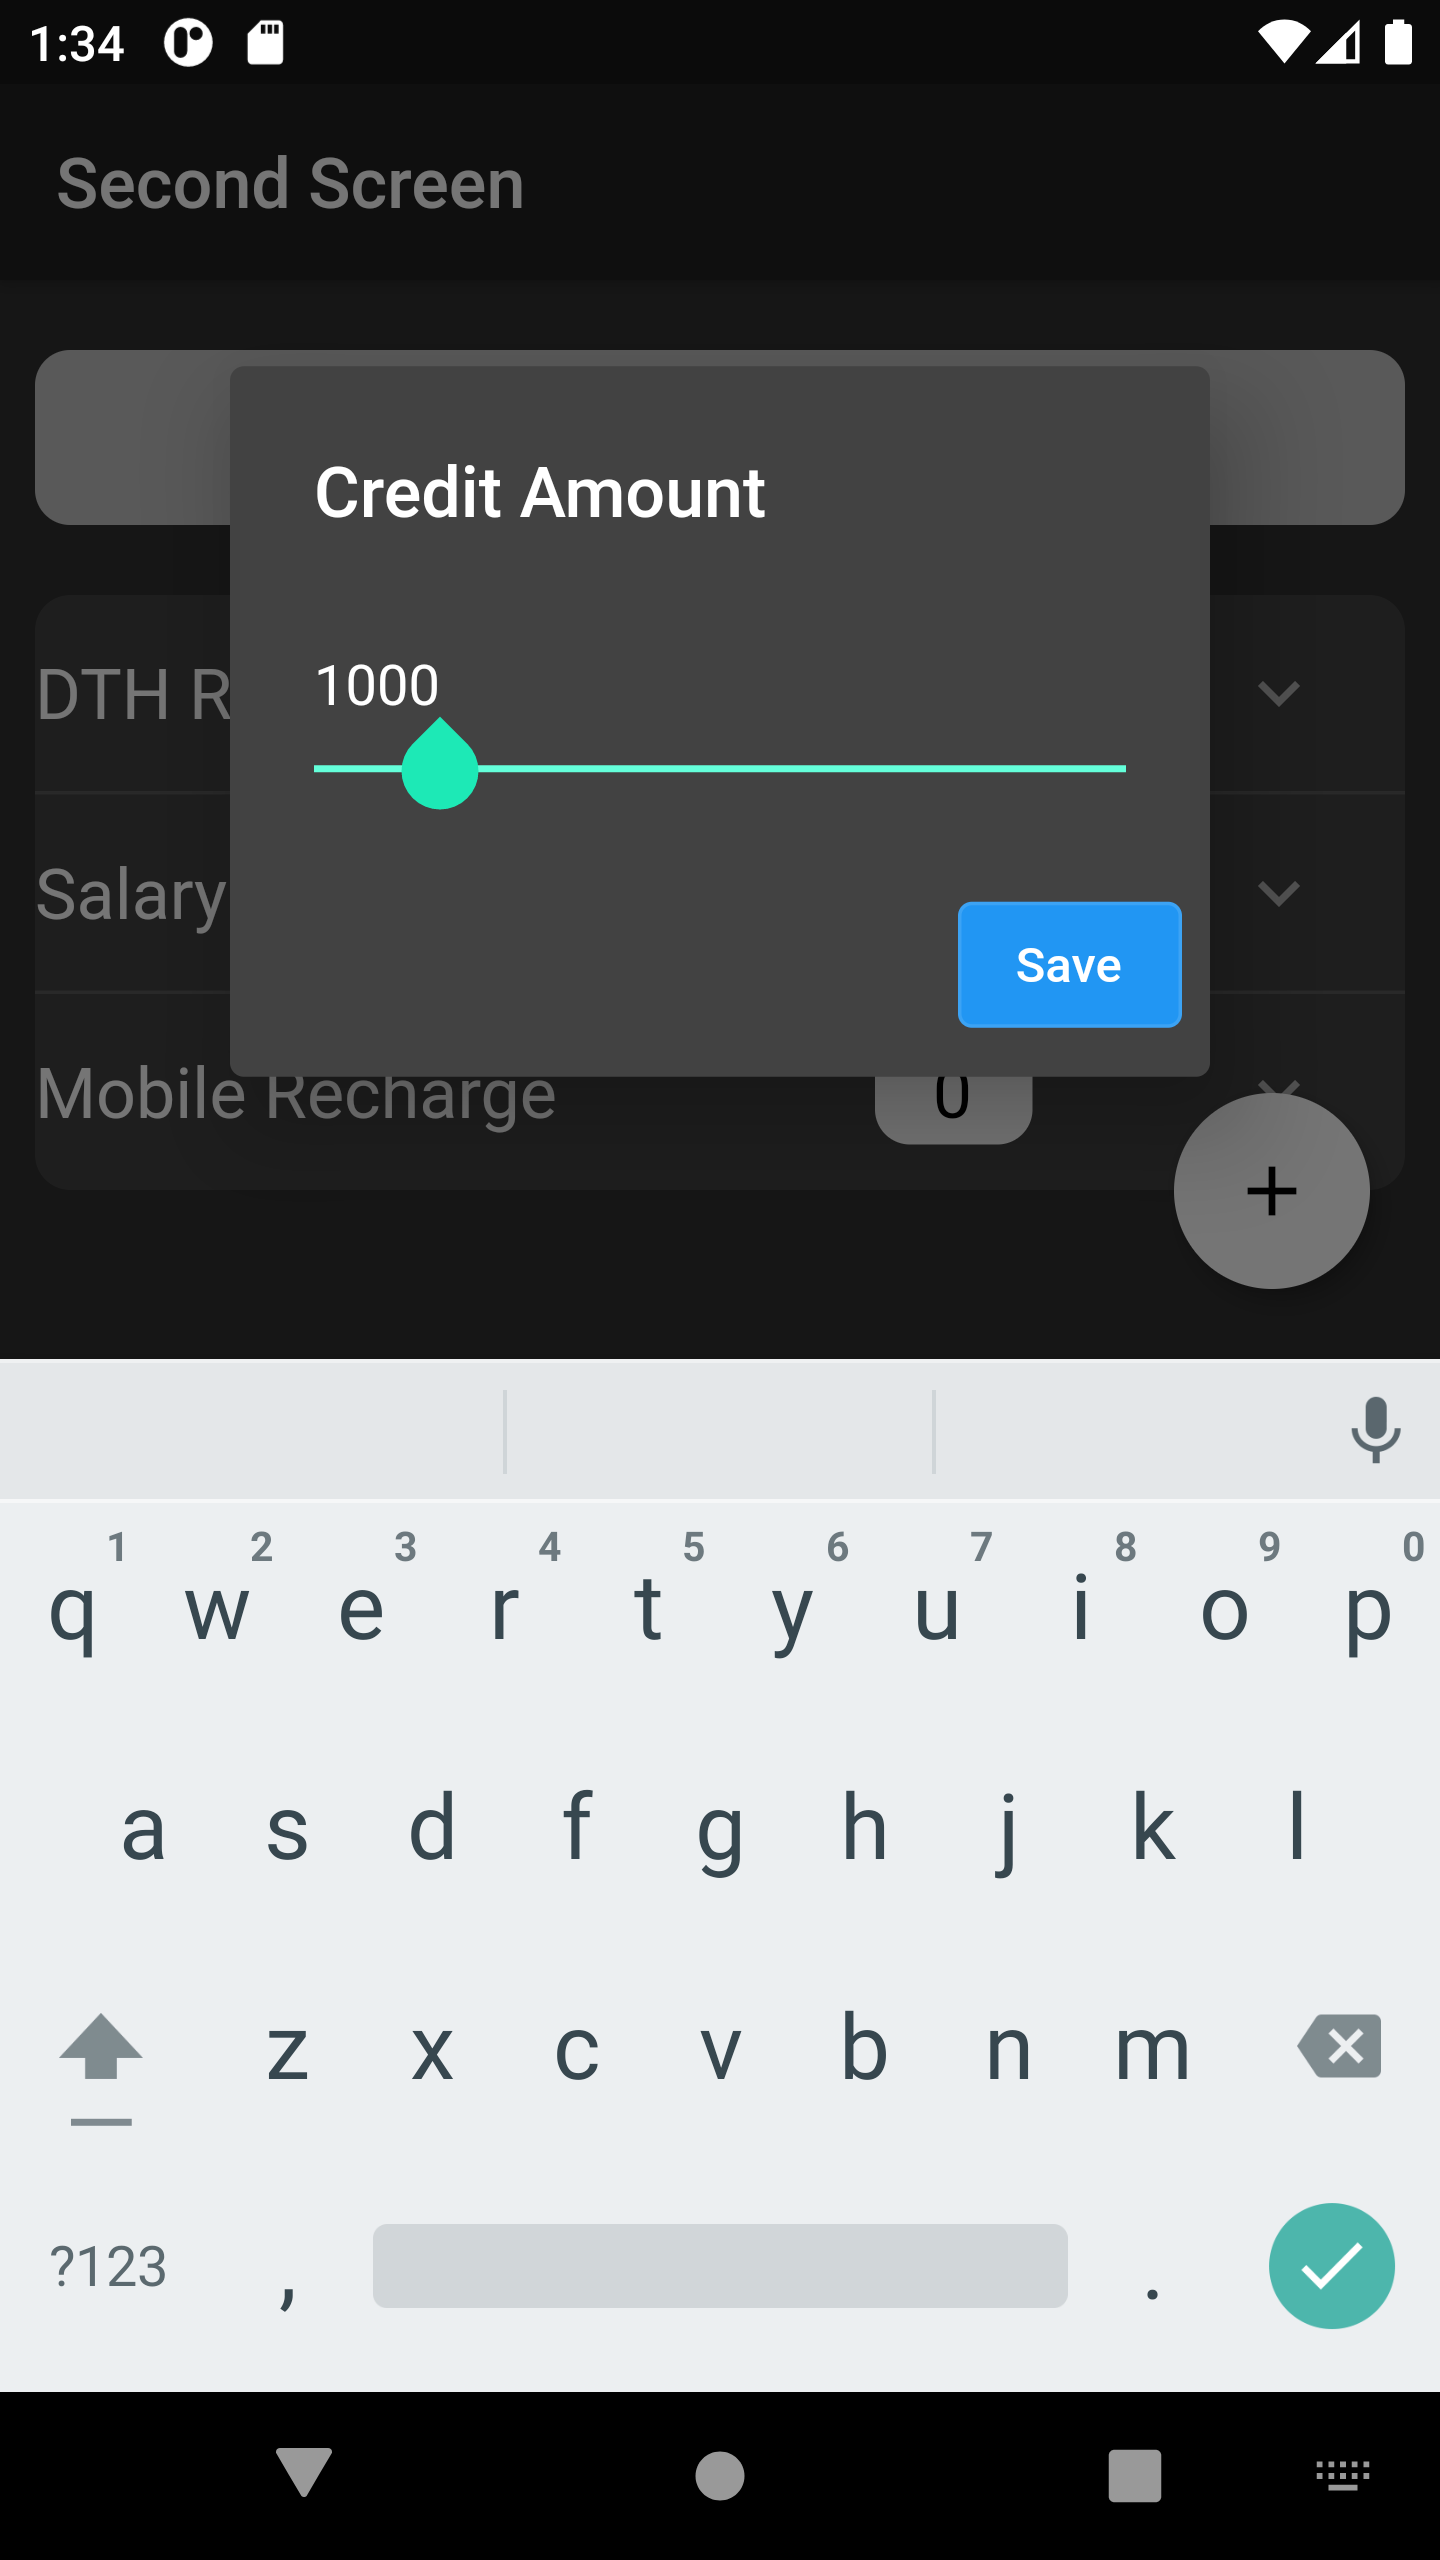 1:34
Second Screen
Credit Amount
1000
DTH R
Salary
Save
Mobile Recharge 0
+
1 2 3 4 5 6 7 8 9 0
q w e r t y u i o p
a s d f g h j k l
z x c v b n m
?123 , .